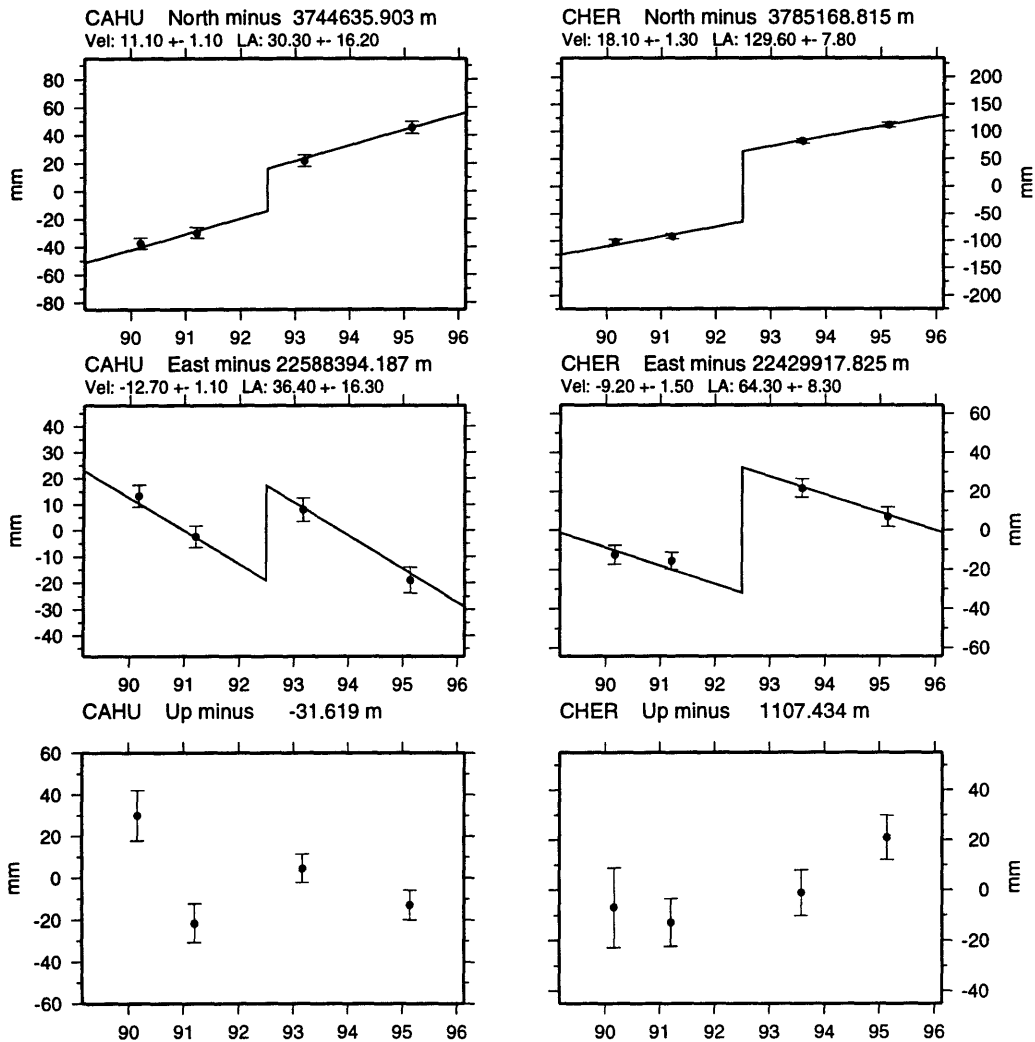 CAHU North minus 3744635.903 m
Vel: 11.10 +- 1.10 LA: 30.30 +- 16.20
80
60
40
20
0
-20
-40
-60
-80
mm
90 91 92 93 94 95 96
CHER North minus 3785168.815 m
Vel: 18.10 +- 1.30 LA: 129.60 +- 7.80
200
150
100
50
0
-50
-100
-150
-200
mm
90 91 92 93 94 95 96
CAHU East minus 22588394.187 m
Vel: -12.70 +- 1.10 LA: 36.40 +- 16.30
40
30
20
10
0
-10
-20
-30
-40
mm
90 91 92 93 94 95 96
CHER East minus 22429917.825 m
Vel: -9.20 +- 1.50 LA: 64.30 +- 8.30
60
40
20
0
-20
-40
-60
mm
90 91 92 93 94 95 96
CAHU Up minus -31.619 m
60
40
20
0
-20
-40
-60
mm
90 91 92 93 94 95 96
CHER Up minus 1107.434 m
40
20
0
-20
-40
mm
90 91 92 93 94 95 96